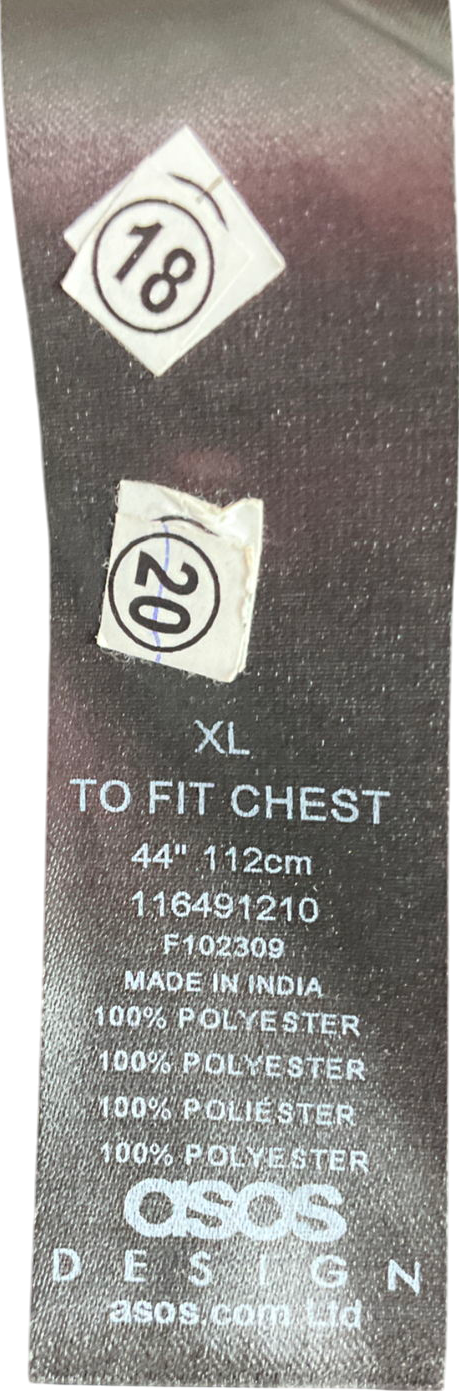 18
20
XL
TO FIT CHEST
44" 112cm
116491210
F102309
MADE IN INDIA
100% POLYESTER
100% POLYESTER
100% POLIÉSTER
100% POLYESTER
asos
DESIGN
asos.com Ltd